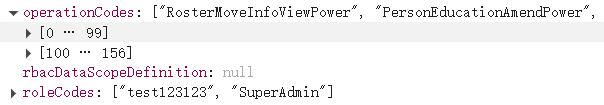 operationCodes: ["RosterMoveInfoViewPower", "PersonEducationAmendPower",
[0 … 99]
[100 … 156]
rbacDataScopeDefinition: null
roleCodes: ["test123123", "SuperAdmin"]